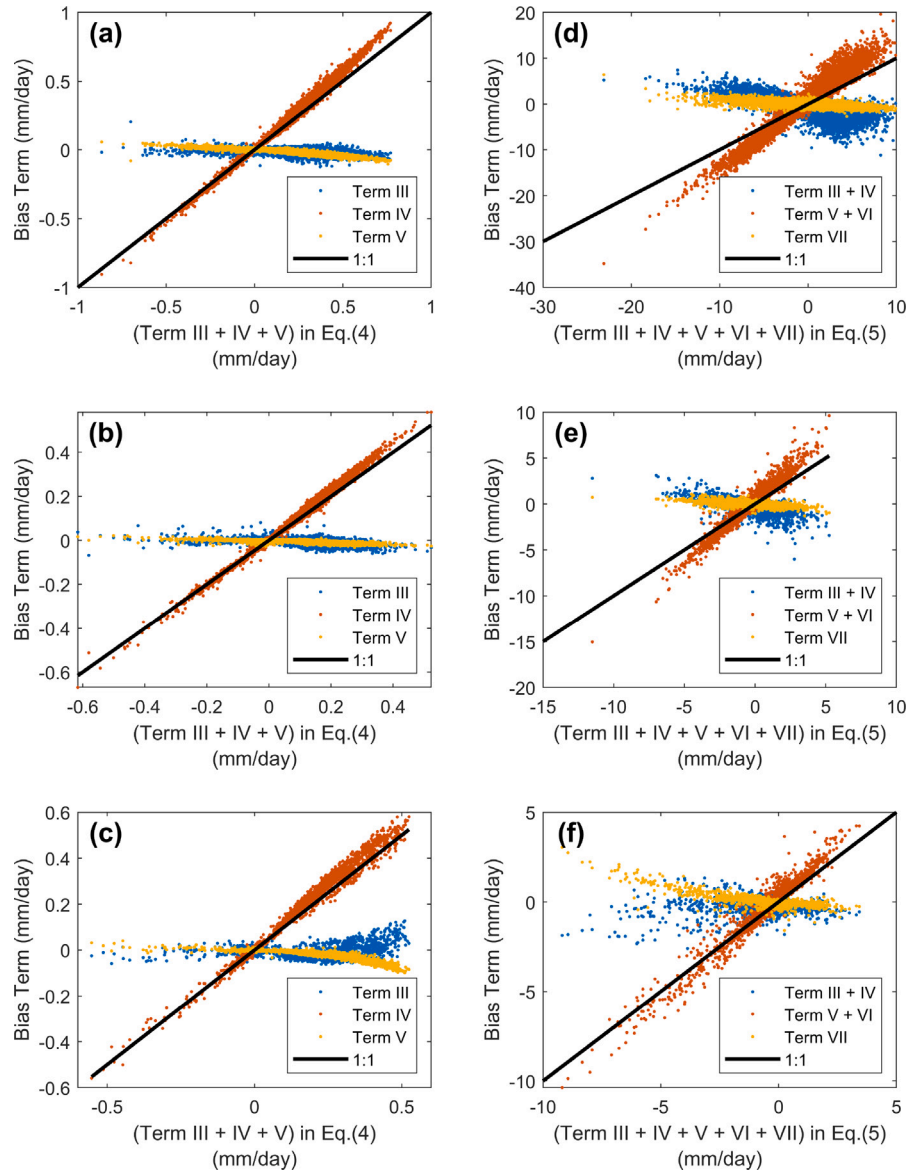 (a)
Bias Term (mm/day)
1
0.5
0
-0.5
-1
Term III
Term IV
Term V
1:1
-1 -0.5 0 0.5 1
(Term III + IV + V) in Eq.(4)
(mm/day)
(d)
Bias Term (mm/day)
20
10
0
-10
-20
-30
-40
Term III + IV
Term V + VI
Term VII
1:1
-30 -20 -10 0 10
(Term III + IV + V + VI + VII) in Eq.(5)
(mm/day)
(b)
Bias Term (mm/day)
0.4
0.2
0
-0.2
-0.4
-0.6
Term III
Term IV
Term V
1:1
-0.6 -0.4 -0.2 0 0.2 0.4
(Term III + IV + V) in Eq.(4)
(mm/day)
(e)
Bias Term (mm/day)
10
5
0
-5
-10
-15
-20
Term III + IV
Term V + VI
Term VII
1:1
-15 -10 -5 0 5 10
(Term III + IV + V + VI + VII) in Eq.(5)
(mm/day)
(c)
Bias Term (mm/day)
0.6
0.4
0.2
0
-0.2
-0.4
-0.6
Term III
Term IV
Term V
1:1
-0.5 0 0.5
(Term III + IV + V) in Eq.(4)
(mm/day)
(f)
Bias Term (mm/day)
5
0
-5
-10
Term III + IV
Term V + VI
Term VII
1:1
-10 -5 0 5
(Term III + IV + V + VI + VII) in Eq.(5)
(mm/day)